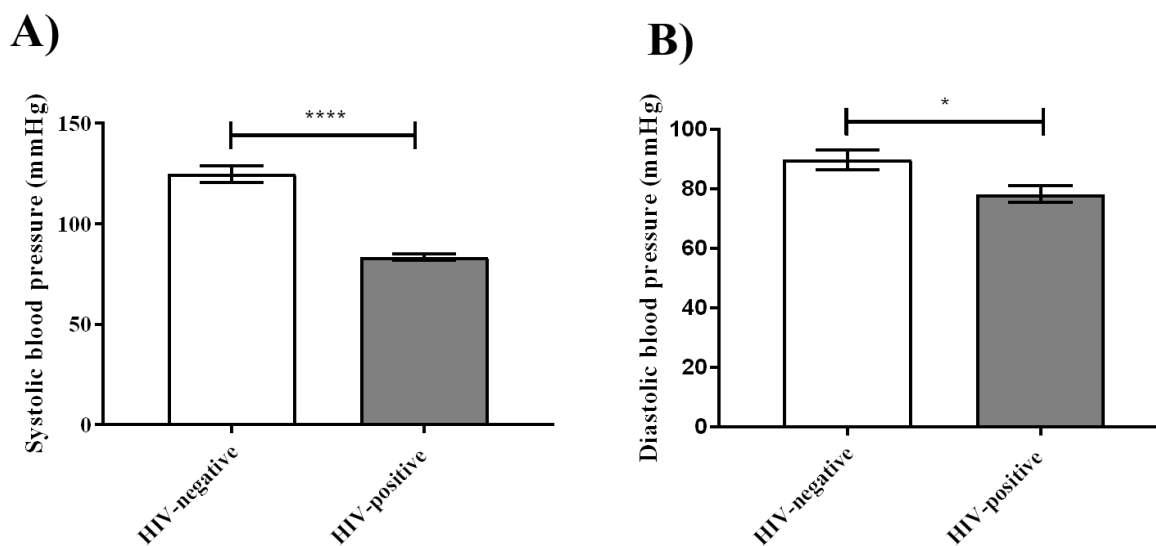 A)
Systolic blood pressure (mmHg)
150
100
50
0
****
HIV-negative
HIV-positive
B)
Diastolic blood pressure (mmHg)
100
80
60
40
20
0
*
HIV-negative
HIV-positive